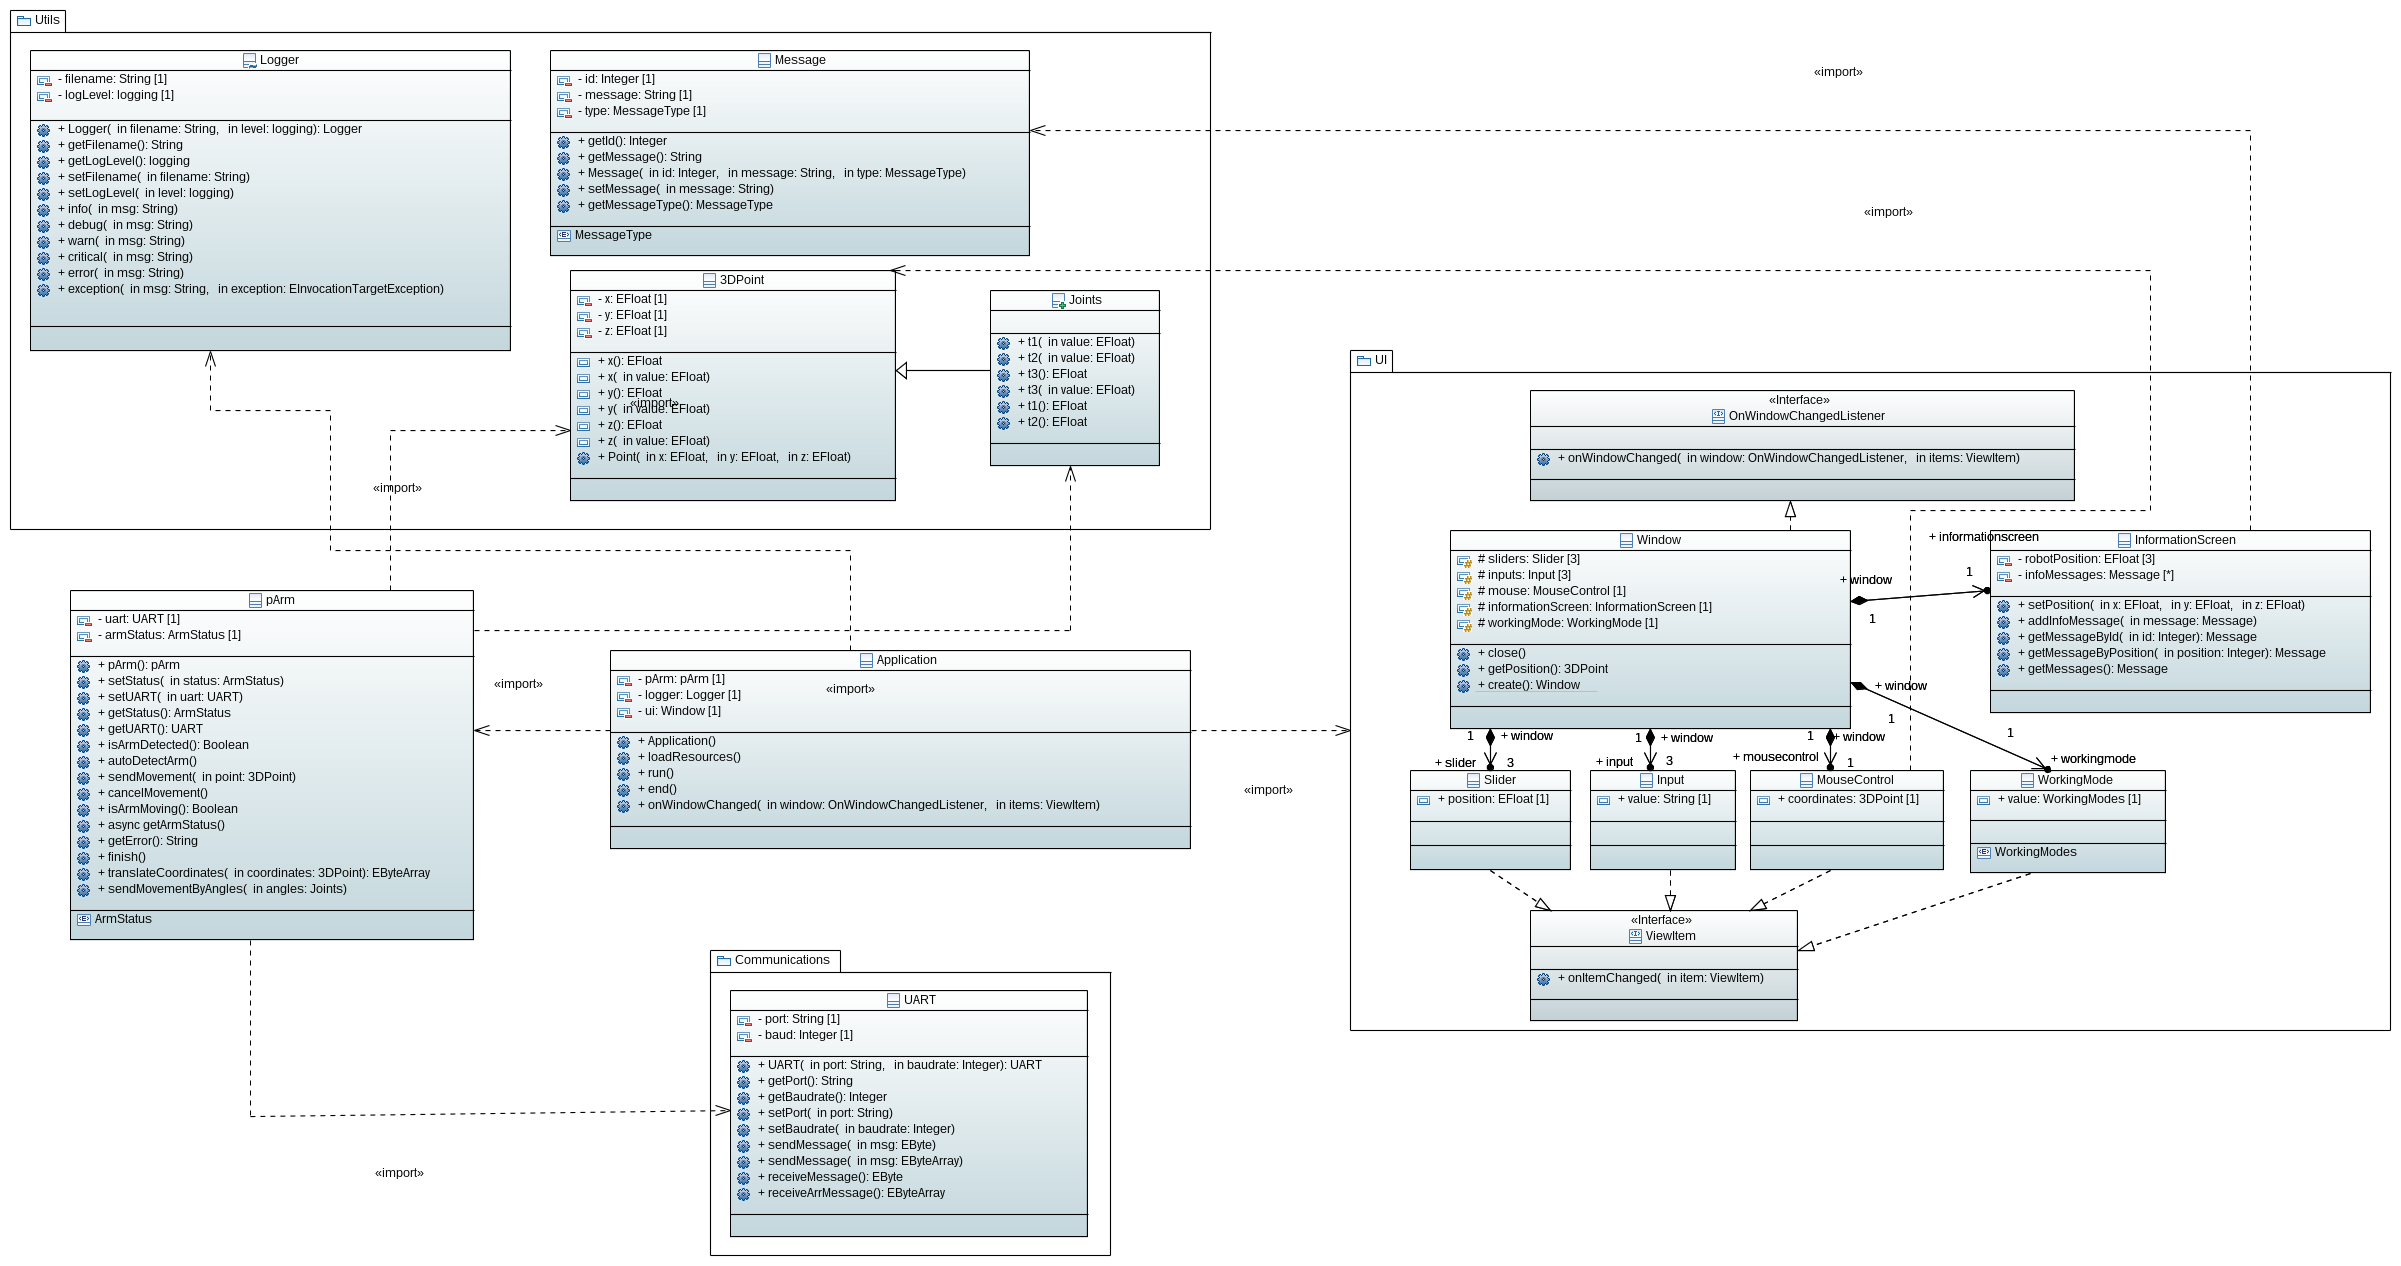 Utils
Logger
- filename: String [1]
- logLevel: logging [1]
+ Logger( in filename: String, in level: logging): Logger
+ getFilename(): String
+ getLogLevel(): logging
+ setFilename( in filename: String)
+ setLogLevel( in level: logging)
+ info( in msg: String)
+ debug( in msg: String)
+ warn( in msg: String)
+ critical( in msg: String)
+ error( in msg: String)
+ exception( in msg: String, in exception: EInvocationTargetException)
Message
- id: Integer [1]
- message: String [1]
- type: MessageType [1]
+ getId(): Integer
+ getMessage(): String
+ Message( in id: Integer, in message: String, in type: MessageType)
+ setMessage( in message: String)
+ getMessageType(): MessageType
MessageType
3DPoint
- x: EFloat [1]
- y: EFloat [1]
- z: EFloat [1]
+ x(): EFloat
+ x( in value: EFloat)
+ y(): EFloat
«import»
+ y( in value: EFloat)
+ z(): EFloat
+ z( in value: EFloat)
+ Point( in x: EFloat, in y: EFloat, in z: EFloat)
Joints
+ t1( in value: EFloat)
+ t2( in value: EFloat)
+ t3(): EFloat
+ t3( in value: EFloat)
+ t1(): EFloat
+ t2(): EFloat
«import»
«import»
«import»
pArm
- uart: UART [1]
- armStatus: ArmStatus [1]
+ pArm(): pArm
+ setStatus( in status: ArmStatus)
+ setUART( in uart: UART)
+ getStatus(): ArmStatus
+ getUART(): UART
+ isArmDetected(): Boolean
+ autoDetectArm()
+ sendMovement( in point: 3DPoint)
+ cancelMovement()
+ isArmMoving(): Boolean
+ async getArmStatus()
+ getError(): String
+ finish()
+ translateCoordinates( in coordinates: 3DPoint): EByteArray
+ sendMovementByAngles( in angles: Joints)
ArmStatus
«import»
Application
- pArm: pArm [1]
- logger: Logger [1]
- ui: Window [1]
«import»
+ Application()
+ loadResources()
+ run()
+ end()
+ onWindowChanged( in window: OnWindowChangedListener, in items: ViewItem)
«import»
Communications
UART
- port: String [1]
- baud: Integer [1]
+ UART( in port: String, in baudrate: Integer): UART
+ getPort(): String
+ getBaudrate(): Integer
+ setPort( in port: String)
+ setBaudrate( in baudrate: Integer)
+ sendMessage( in msg: EByte)
+ sendMessage( in msg: EByteArray)
+ receiveMessage(): EByte
+ receiveArrMessage(): EByteArray
«import»
UI
«Interface»
OnWindowChangedListener
+ onWindowChanged( in window: OnWindowChangedListener, in items: ViewItem)
Window
# sliders: Slider [3]
# inputs: Input [3]
# mouse: MouseControl [1]
# informationScreen: InformationScreen [1]
# workingMode: WorkingMode [1]
+ close()
+ getPosition(): 3DPoint
+ create(): Window
+ informationscreen
1
+ window
1
InformationScreen
- robotPosition: EFloat [3]
- infoMessages: Message [*]
+ setPosition( in x: EFloat, in y: EFloat, in z: EFloat)
+ addInfoMessage( in message: Message)
+ getMessageById( in id: Integer): Message
+ getMessageByPosition( in position: Integer): Message
+ getMessages(): Message
+ window
1
1
+ workingmode
1
+ window
+ slider
3
1
+ window
+ input
3
1
+ window
+ mousecontrol
1
Slider
+ position: EFloat [1]
Input
+ value: String [1]
MouseControl
+ coordinates: 3DPoint [1]
WorkingMode
+ value: WorkingModes [1]
WorkingModes
«Interface»
ViewItem
+ onItemChanged( in item: ViewItem)